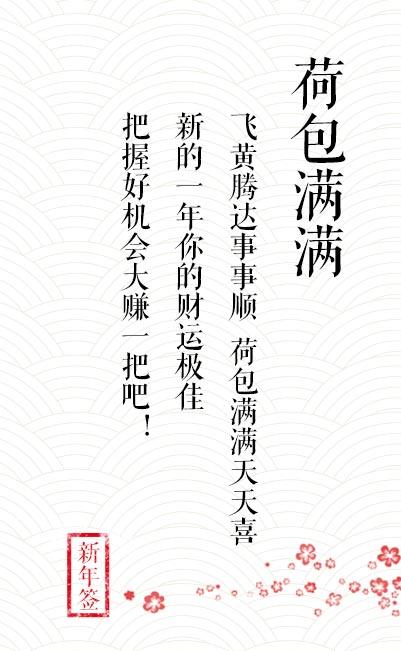 荷包满满
飞黄腾达事事顺 荷包满满天天喜
新的一年你的财运极佳
把握好机会大赚一把吧！
新年签